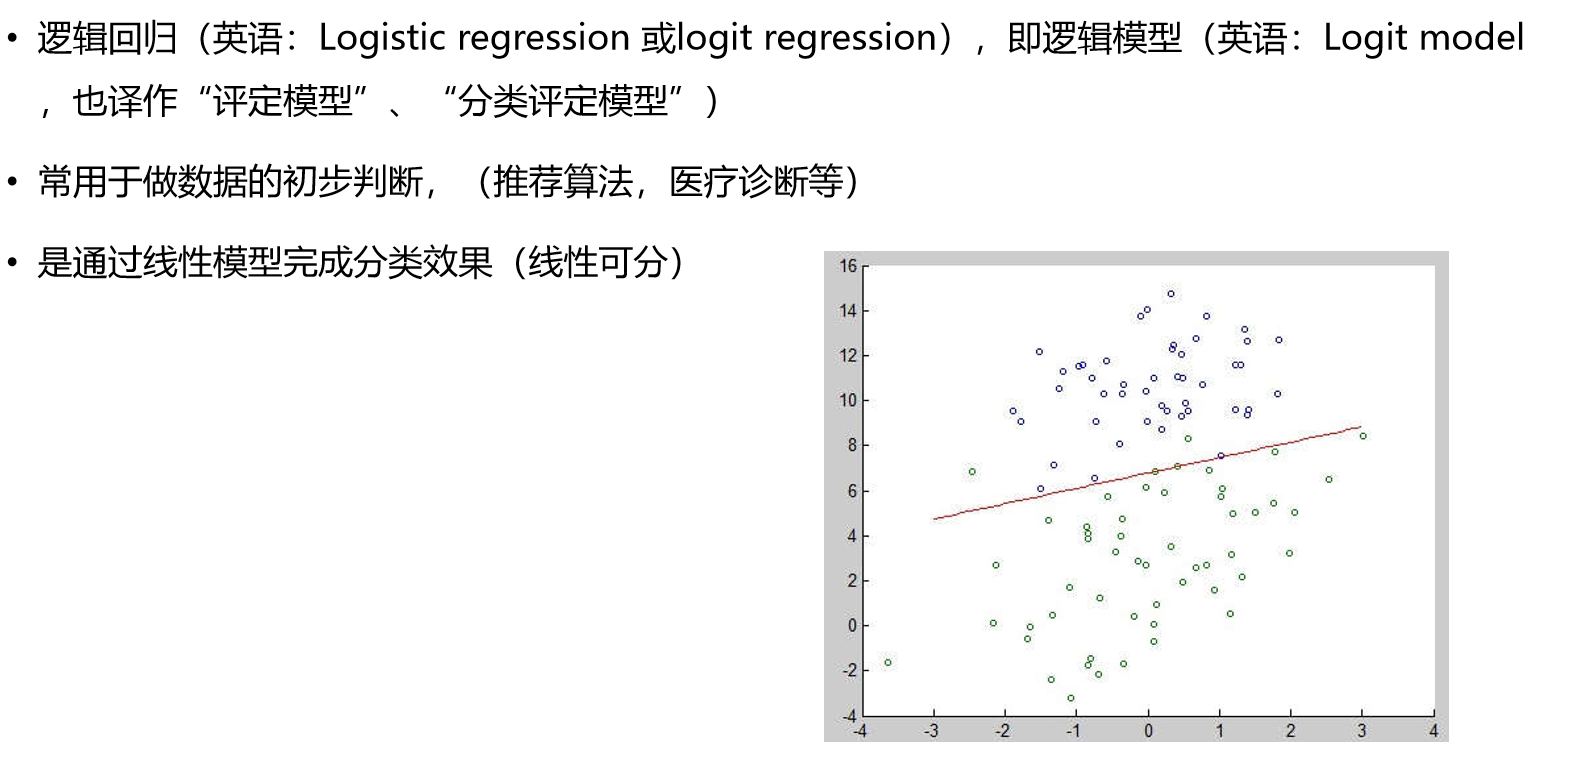 • 逻辑回归（英语：Logistic regression 或logit regression），即逻辑模型（英语：Logit model
，也译作“评定模型”、“分类评定模型”）
• 常用于做数据的初步判断，（推荐算法，医疗诊断等）
• 是通过线性模型完成分类效果（线性可分）
16
14
12
10
8
6
4
2
0
-2
-4
-4 -3 -2 -1 0 1 2 3 4